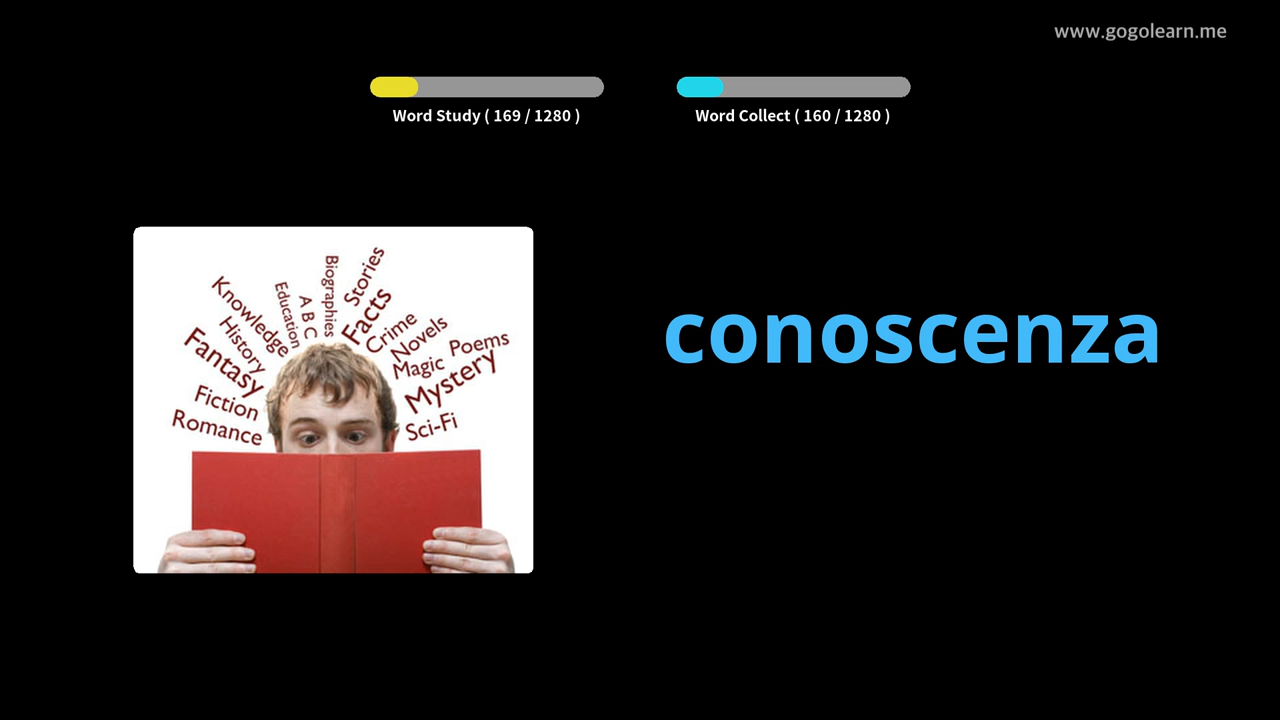 www.gogolearn.me
Word Study ( 169 / 1280 )
Word Collect ( 160 / 1280 )
Knowledge
Education
A B C
Biographies
Stories
Facts
Crime
Novels
Poems
Magic
Mystery
Sci-Fi
History
Fantasy
Fiction
Romance
conoscenza